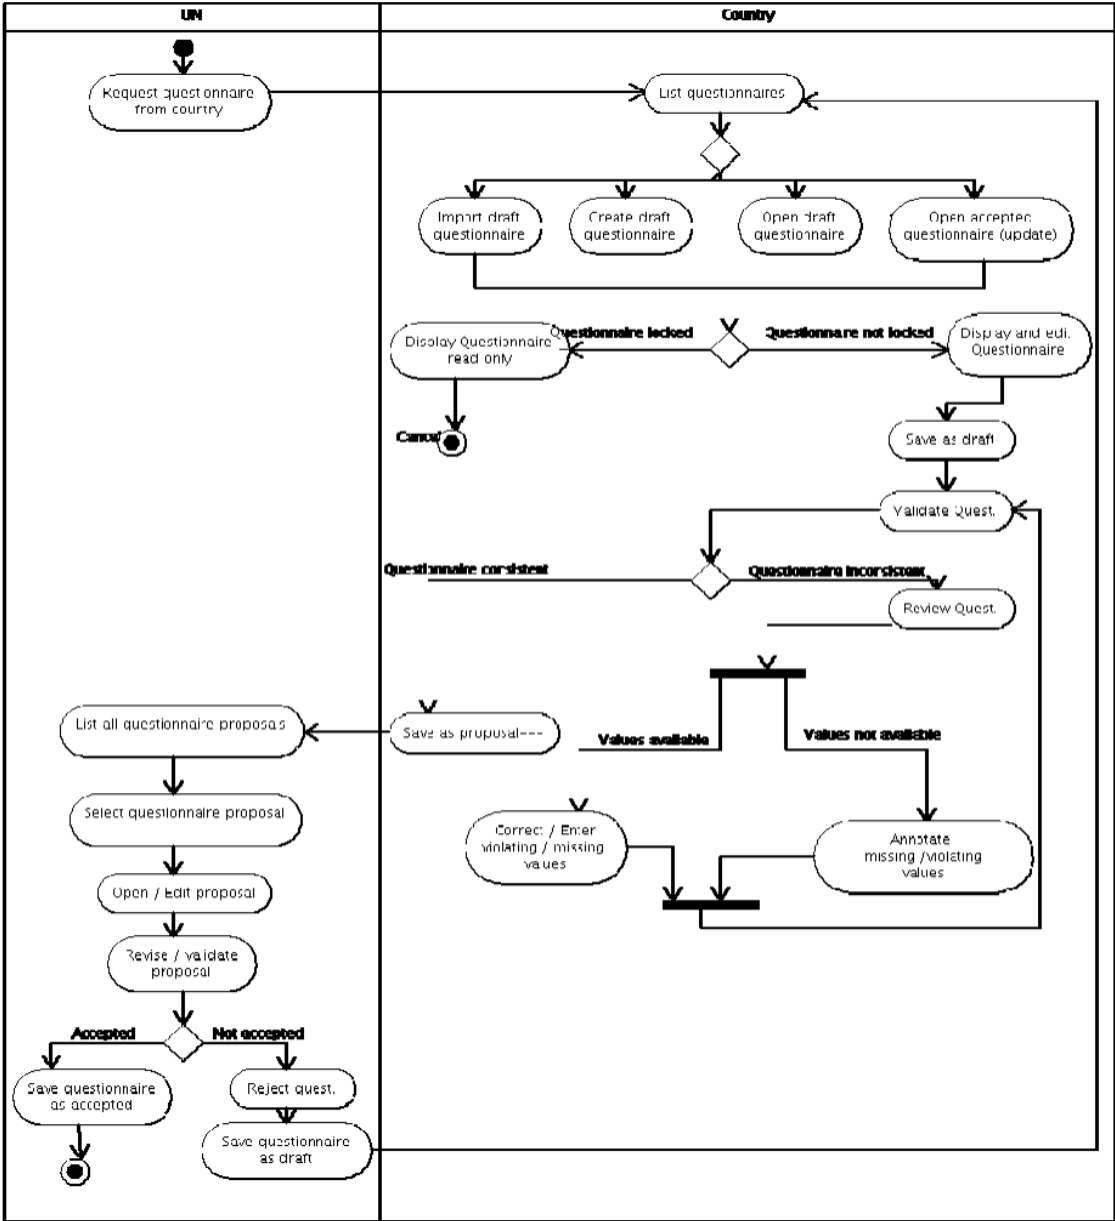 UN
Country
Request questionnaire
from country
List questionnaires
Import draft
questionnaire
Create draft
questionnaire
Open draft
questionnaire
Open accepted
questionnaire (update)
Questionnaire locked
Questionnaire not locked
Display Questionnaire
read only
Display and edit
Questionnaire
Cancel
Save as draft
Validate Quest.
Questionnaire consistent
Questionnaire inconsistent
Review Quest.
List all questionnaire proposals
Save as proposal----
Values available
Values not available
Select questionnaire proposal
Correct / Enter
violating / missing
values
Annotate
missing /violating
values
Open / Edit proposal
Revise / validate
proposal
Accepted
Not accepted
Save questionnaire
as accepted
Reject quest.
Save questionnaire
as draft